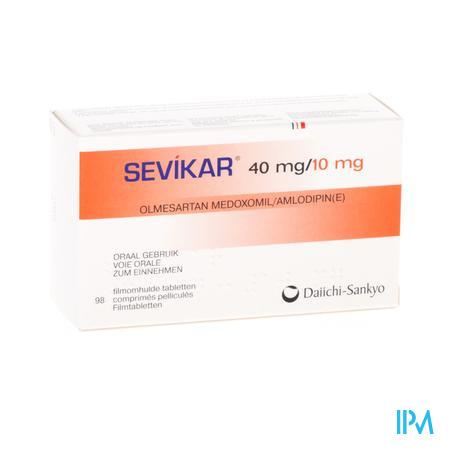 SEVÍKAR® 40 mg/10 mg
OLMESARTAN MEDOXOMIL/AMLODIPIN(E)
ORAAL GEBRUIK
VOIE ORALE
ZUM EINNEHMEN
filmomhulde tabletten
98 comprimés pelliculés
Filmtabletten
Daiichi-Sankyo
IPM